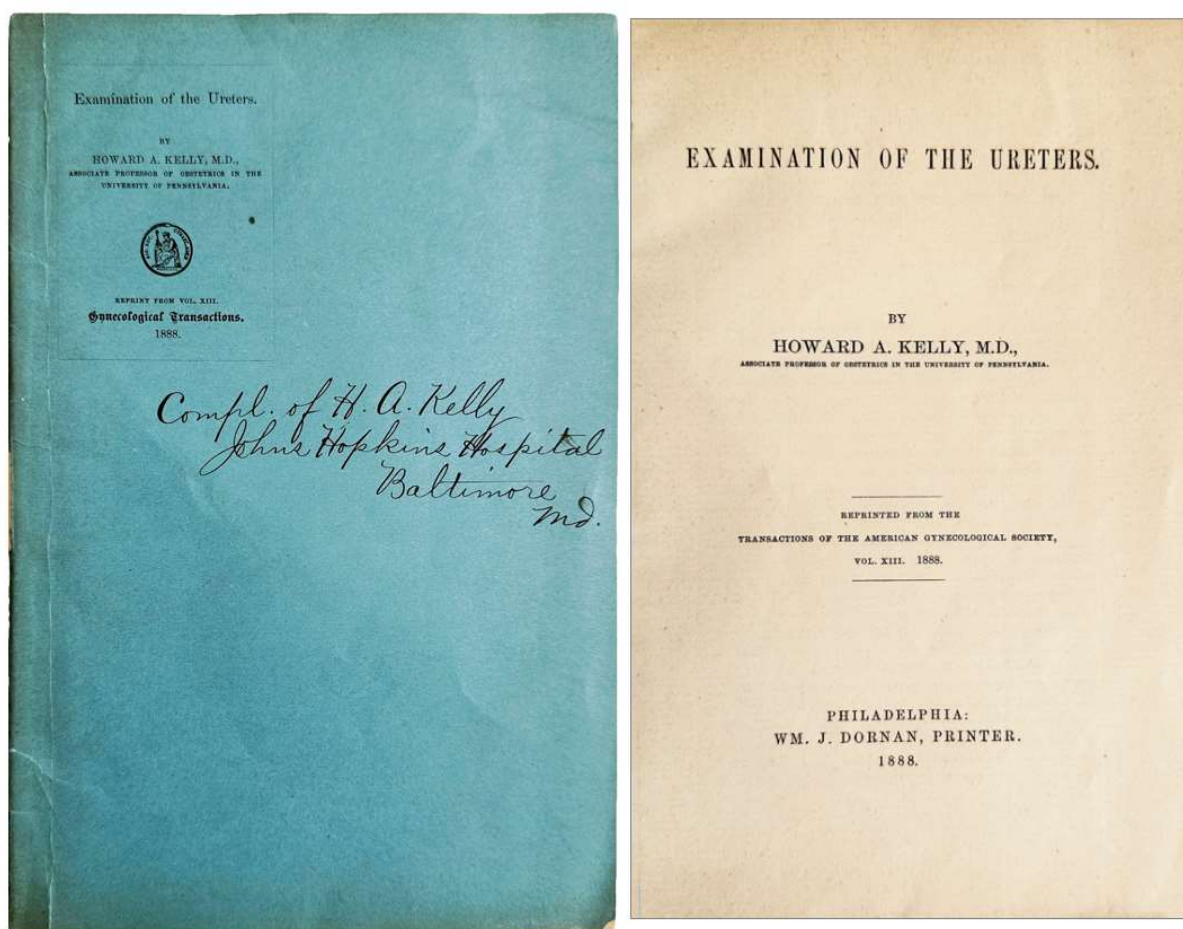 Examination of the Ureters.
BY
HOWARD A. KELLY, M.D.,
ASSOCIATE PROFESSOR OF OBSTETRICS IN THE
UNIVERSITY OF PENNSYLVANIA.
REPRINT FROM VOL. XIII.
Gynecological Transactions.
1888.
Compl. of H. A. Kelly
Johns Hopkins Hospital
Baltimore
Md.
EXAMINATION OF THE URETERS.
BY
HOWARD A. KELLY, M.D.,
ASSOCIATE PROFESSOR OF OBSTETRICS IN THE UNIVERSITY OF PENNSYLVANIA.
REPRINTED FROM THE
TRANSACTIONS OF THE AMERICAN GYNECOLOGICAL SOCIETY,
VOL. XIII. 1888.
PHILADELPHIA:
WM. J. DORNAN, PRINTER.
1888.